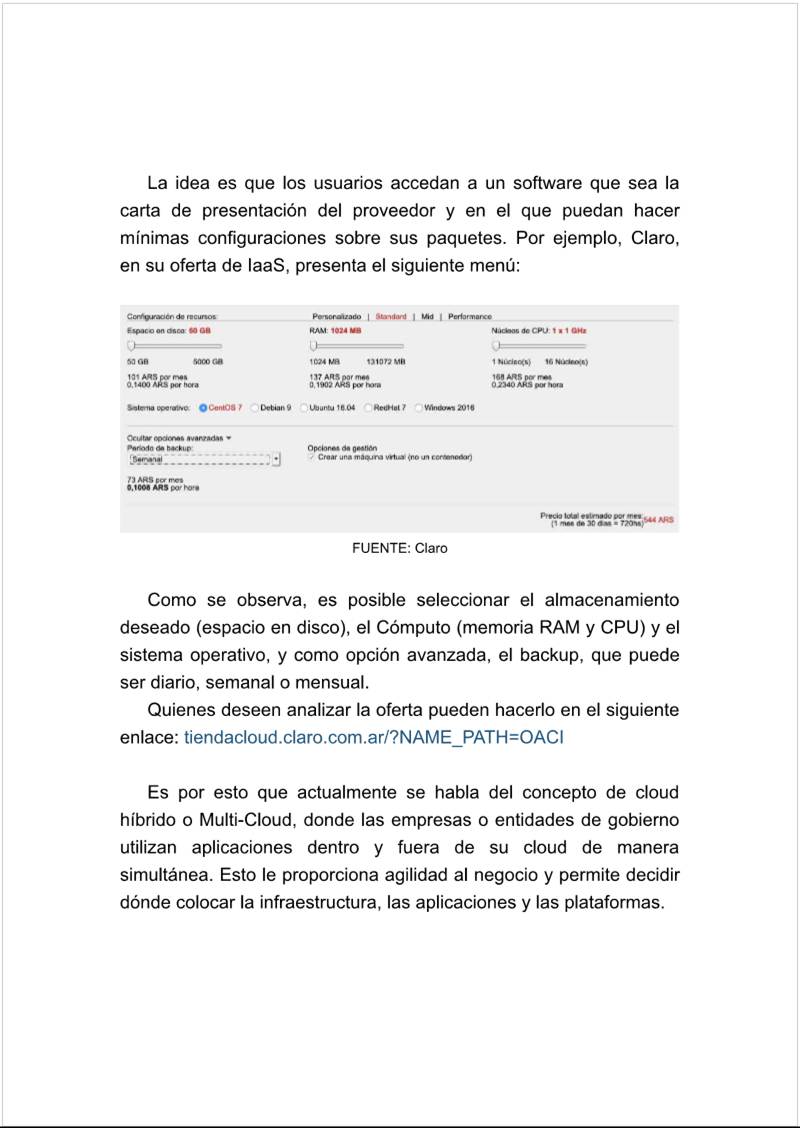 La idea es que los usuarios accedan a un software que sea la
carta de presentación del proveedor y en el que puedan hacer
mínimas configuraciones sobre sus paquetes. Por ejemplo, Claro,
en su oferta de IaaS, presenta el siguiente menú:
Configuración de recursos: Personalizado | Standard | Mid | Performance
Espacio en disco: 50 GB RAM: 1024 MB Núcleos de CPU: 1 x 1 GHz
50 GB 5000 GB 1024 MB 131072 MB 1 Núcleo(s) 16 Núcleo(s)
101 ARS por mes 137 ARS por mes 168 ARS por mes
0,1400 ARS por hora 0,1902 ARS por hora 0,2340 ARS por hora
Sistema operativo: CentOS 7 Debian 9 Ubuntu 16.04 RedHat 7 Windows 2016
Ocultar opciones avanzadas
Período de backup: Opciones de gestión
Semanal Crear una máquina virtual (no un contenedor)
73 ARS por mes
0,1008 ARS por hora
Precio total estimado por mes: 544 ARS
(1 mes de 30 días = 720hs)
FUENTE: Claro
Como se observa, es posible seleccionar el almacenamiento
deseado (espacio en disco), el Cómputo (memoria RAM y CPU) y el
sistema operativo, y como opción avanzada, el backup, que puede
ser diario, semanal o mensual.
Quienes deseen analizar la oferta pueden hacerlo en el siguiente
enlace: tiendacloud.claro.com.ar/?NAME_PATH=OACI
Es por esto que actualmente se habla del concepto de cloud
híbrido o Multi-Cloud, donde las empresas o entidades de gobierno
utilizan aplicaciones dentro y fuera de su cloud de manera
simultánea. Esto le proporciona agilidad al negocio y permite decidir
dónde colocar la infraestructura, las aplicaciones y las plataformas.